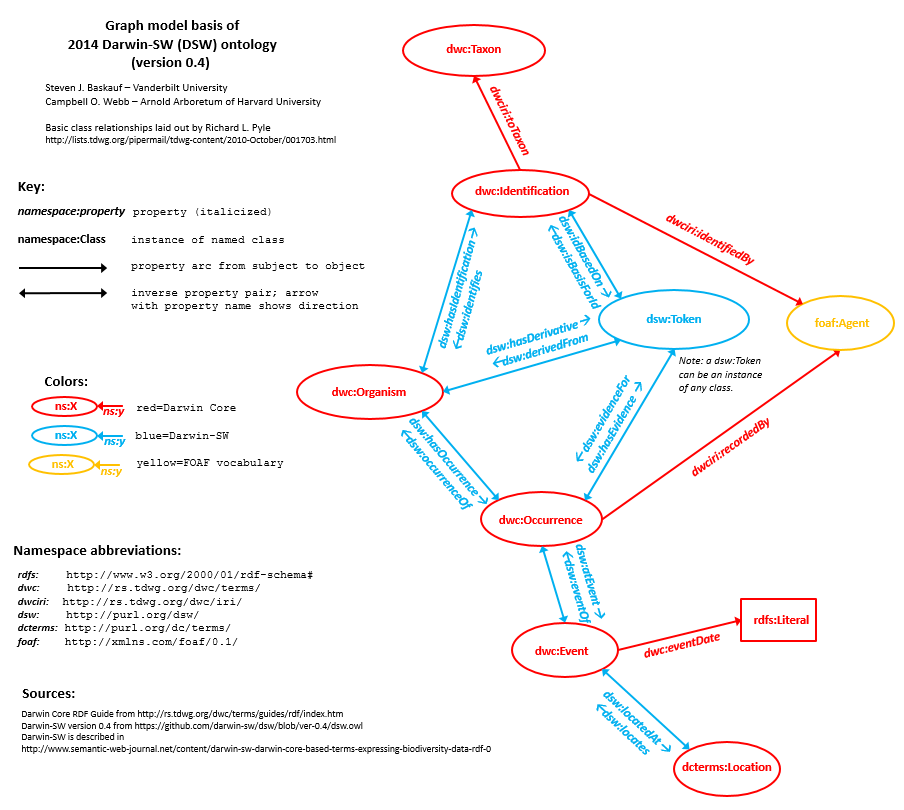 Graph model basis of
2014 Darwin-SW (DSW) ontology
(version 0.4)
Steven J. Baskauf – Vanderbilt University
Campbell O. Webb – Arnold Arboretum of Harvard University
Basic class relationships laid out by Richard L. Pyle
http://lists.tdwg.org/pipermail/tdwg-content/2010-October/001703.html
Key:
namespace:property property (italicized)
namespace:Class instance of named class
property arc from subject to object
inverse property pair; arrow
with property name shows direction
Colors:
ns:X ns:y red=Darwin Core
ns:X ns:y blue=Darwin-SW
ns:X ns:y yellow=FOAF vocabulary
Namespace abbreviations:
rdfs: http://www.w3.org/2000/01/rdf-schema#
dwc: http://rs.tdwg.org/dwc/terms/
dwciri: http://rs.tdwg.org/dwc/iri/
dsw: http://purl.org/dsw/
dcterms: http://purl.org/dc/terms/
foaf: http://xmlns.com/foaf/0.1/
Sources:
Darwin Core RDF Guide from http://rs.tdwg.org/dwc/terms/guides/rdf/index.htm
Darwin-SW version 0.4 from https://github.com/darwin-sw/dsw/blob/ver-0.4/dsw.owl
Darwin-SW is described in
http://www.semantic-web-journal.net/content/darwin-sw-darwin-core-based-terms-expressing-biodiversity-data-rdf-0
dwc:Taxon
dwciri:toTaxon
dwc:Identification
dwciri:identifiedBy
dsw:hasIdentification →
← dsw:identifies
dsw:idBasedOn →
← dsw:isBasisForId
dsw:Token
foaf:Agent
Note: a dsw:Token
can be an instance
of any class.
dsw:hasDerivative →
← dsw:derivedFrom
dwc:Organism
← dsw:evidenceFor
dsw:hasEvidence →
dwciri:recordedBy
dsw:hasOccurrence →
← dsw:occurrenceOf
dwc:Occurrence
dsw:atEvent →
← dsw:eventOf
dwc:Event
dwc:eventDate
rdfs:Literal
dsw:locatedAt →
← dsw:locates
dcterms:Location